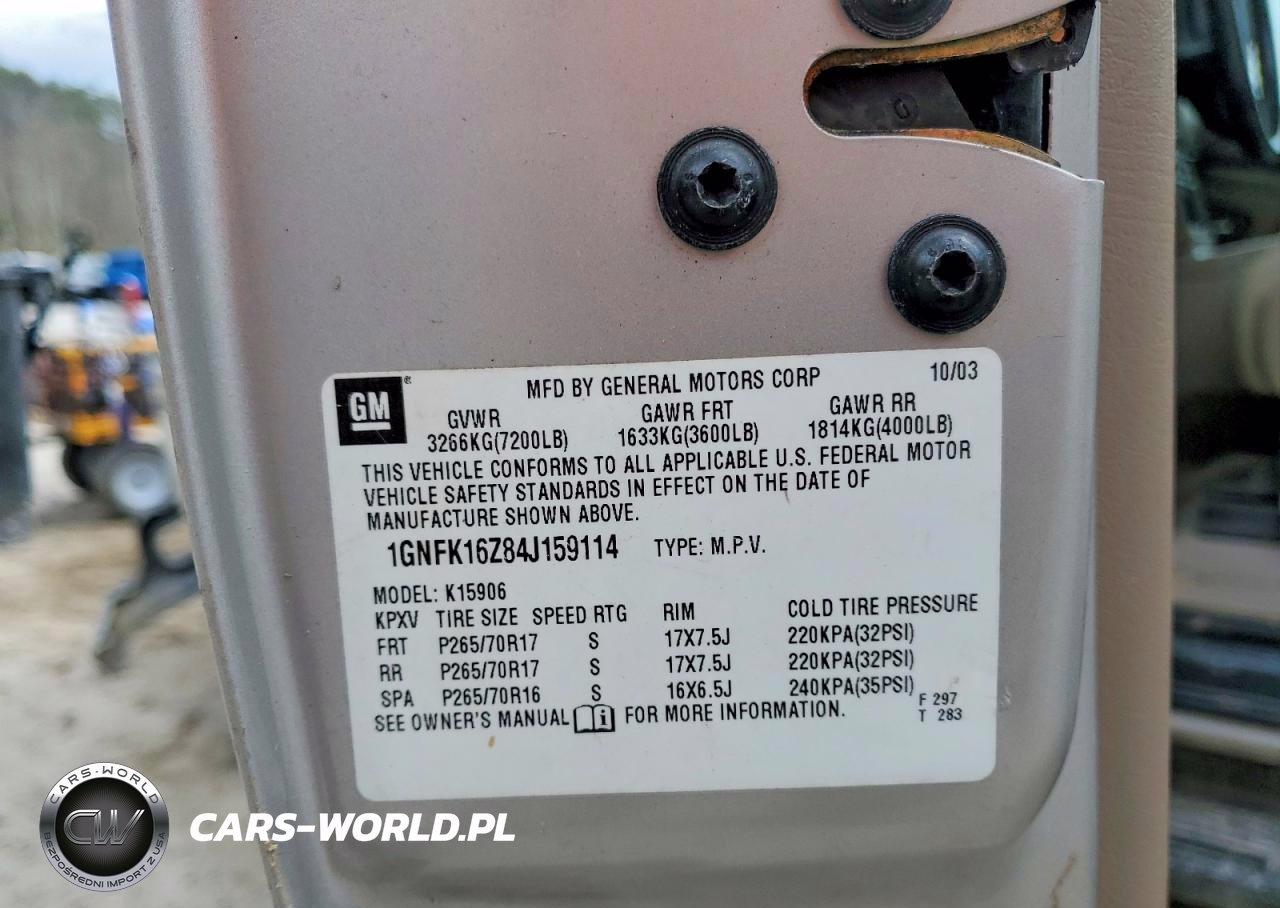 GM®
MFD BY GENERAL MOTORS CORP 10/03
GVWR GAWR FRT GAWR RR
3266KG(7200LB) 1633KG(3600LB) 1814KG(4000LB)
THIS VEHICLE CONFORMS TO ALL APPLICABLE U.S. FEDERAL MOTOR
VEHICLE SAFETY STANDARDS IN EFFECT ON THE DATE OF
MANUFACTURE SHOWN ABOVE.
1GNFK16Z84J159114 TYPE: M.P.V.
MODEL: K15906
KPXV TIRE SIZE SPEED RTG RIM COLD TIRE PRESSURE
FRT P265/70R17 S 17X7.5J 220KPA(32PSI)
RR P265/70R17 S 17X7.5J 220KPA(32PSI)
SPA P265/70R16 S 16X6.5J 240KPA(35PSI)
SEE OWNER'S MANUAL i FOR MORE INFORMATION.
F 297
T 283
CARS-WORLD
CW
BEZPOŚREDNI IMPORT Z USA
CARS-WORLD.PL